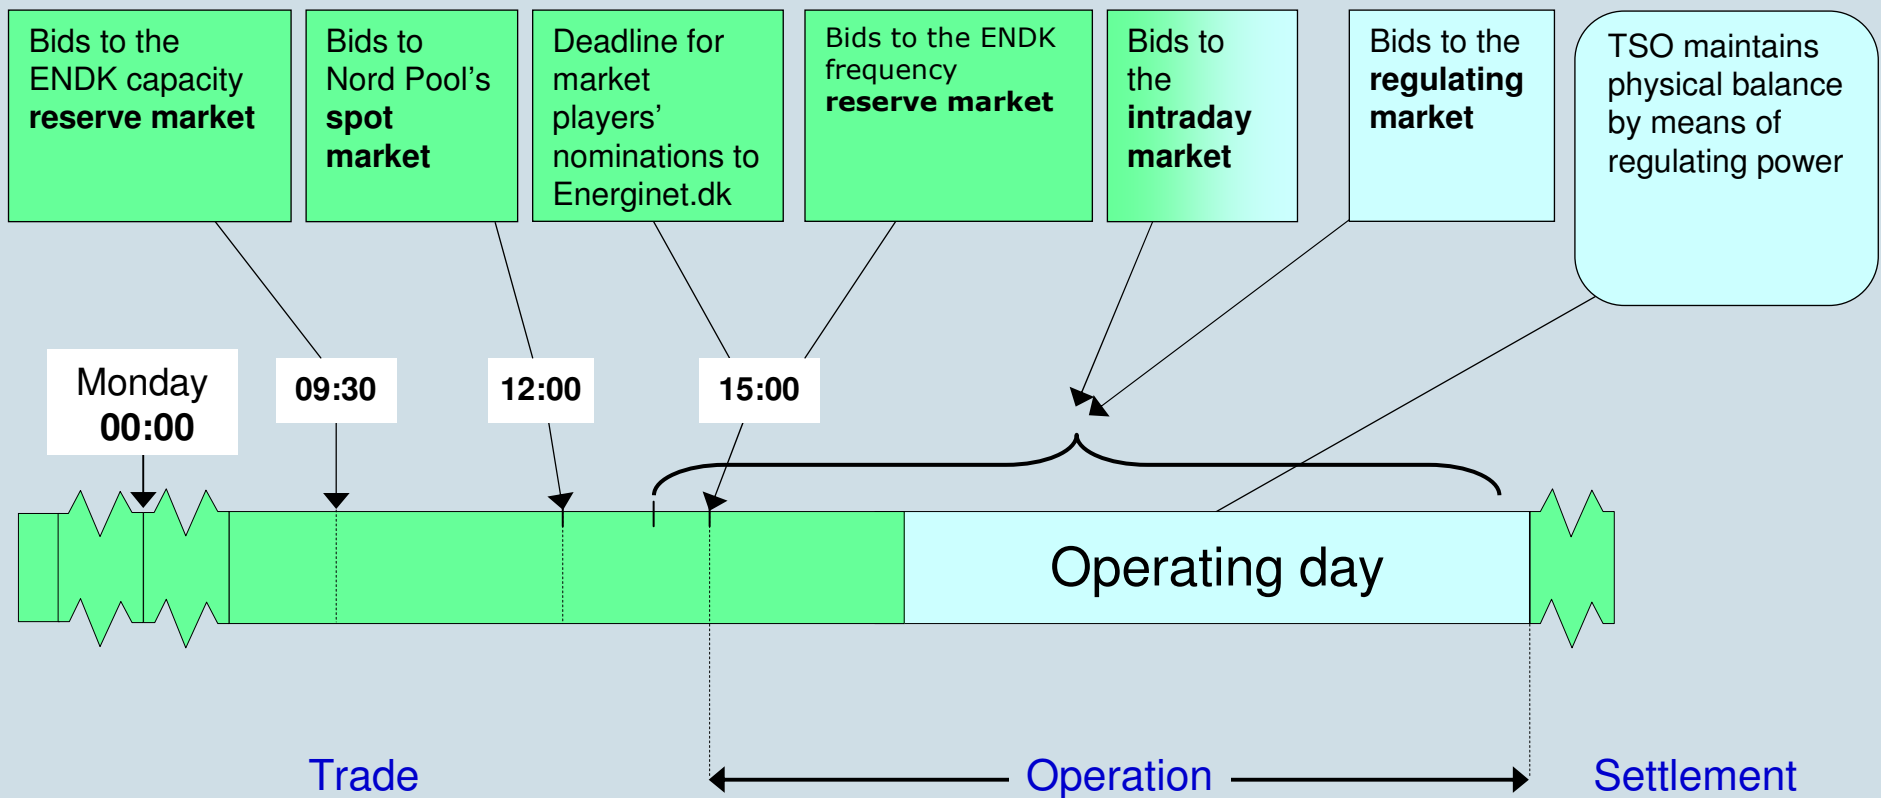 Bids to the
ENDK capacity
reserve market
Bids to
Nord Pool's
spot
market
Deadline for
market
players’
nominations to
Energinet.dk
Bids to the ENDK
frequency
reserve market
Bids to
the
intraday
market
Bids to the
regulating
market
TSO maintains
physical balance
by means of
regulating power
Monday
00:00
09:30
12:00
15:00
Operating day
Trade
Operation
Settlement